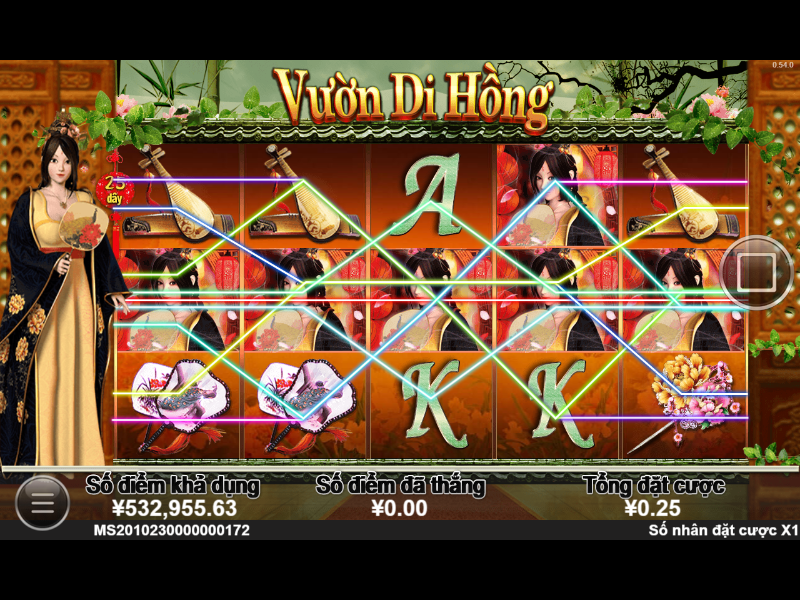 0.54.0
Vườn Di Hồng
25
dây
A
K K
Số điểm khả dụng Số điểm đã thắng Tổng đặt cược
¥532,955.63 ¥0.00 ¥0.25
MS2010230000000172 Số nhân đặt cược X1